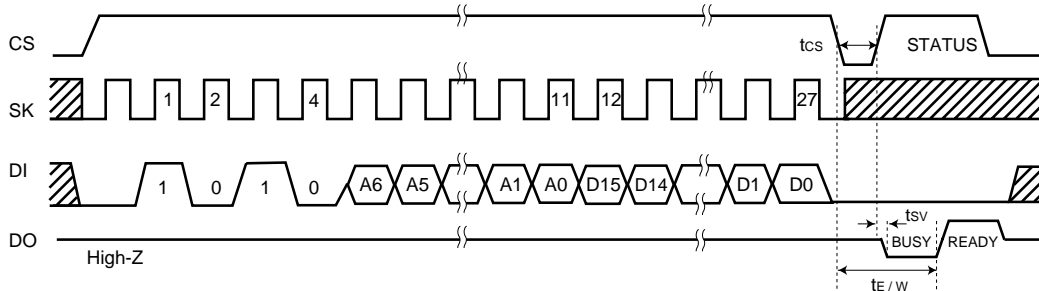 CS
tCS
STATUS
SK
1 2 4 11 12 27
DI
1 0 1 0 A6 A5 A1 A0 D15 D14 D1 D0
tSV
DO
BUSY READY
High-Z
tE / W